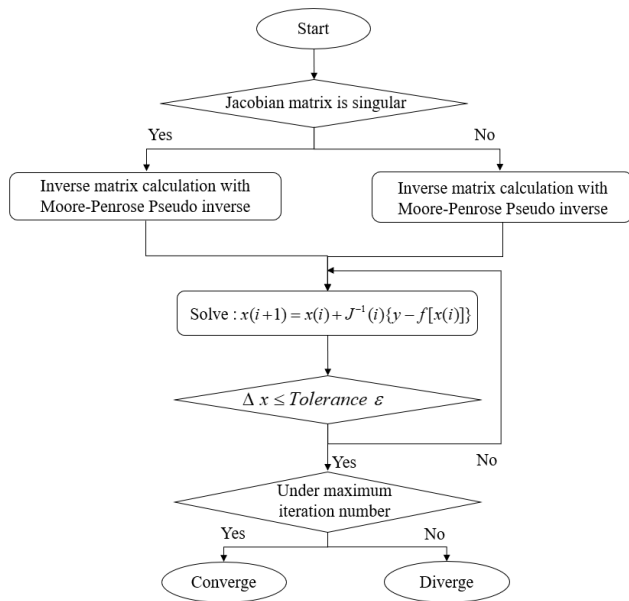 Start
Jacobian matrix is singular
Yes
No
Inverse matrix calculation with
Moore-Penrose Pseudo inverse
Inverse matrix calculation with
Moore-Penrose Pseudo inverse
Solve : x(i+1) = x(i) + J⁻¹(i){y − f[x(i)]}
Δ x ≤ Tolerance ε
Yes
No
Under maximum
iteration number
Yes
No
Converge
Diverge